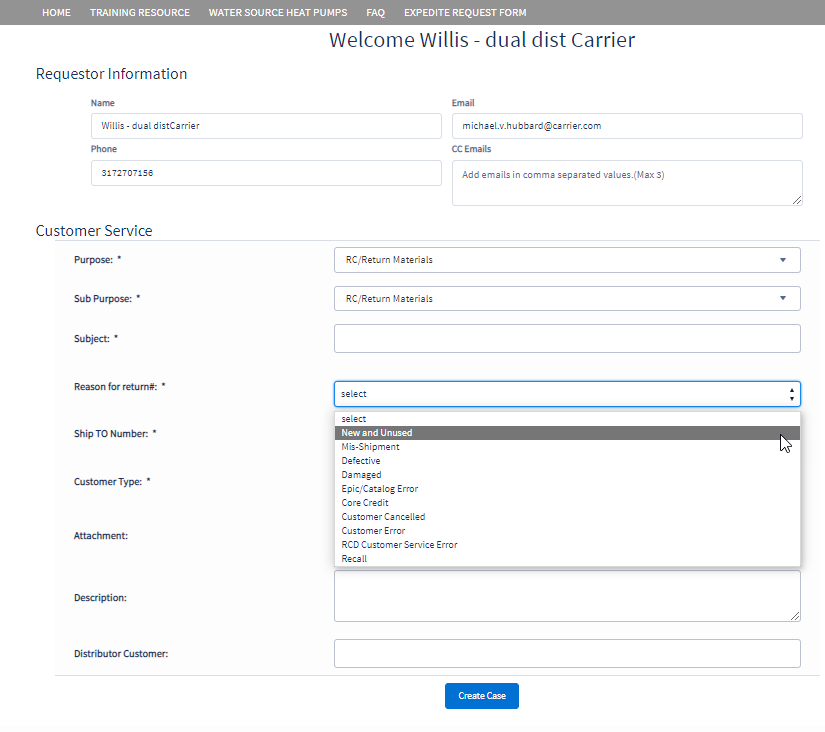 HOME TRAINING RESOURCE WATER SOURCE HEAT PUMPS FAQ EXPEDITE REQUEST FORM
Welcome Willis - dual dist Carrier
Requestor Information
Name Email
Willis - dual distCarrier michael.v.hubbard@carrier.com
Phone CC Emails
3172707156 Add emails in comma separated values.(Max 3)
Customer Service
Purpose: * RC/Return Materials
Sub Purpose: * RC/Return Materials
Subject: *
Reason for return#: * select
select
Ship TO Number: * New and Unused
Mis-Shipment
Defective
Damaged
Customer Type: * Epic/Catalog Error
Core Credit
Customer Cancelled
Customer Error
Attachment: RCD Customer Service Error
Recall
Description:
Distributor Customer:
Create Case